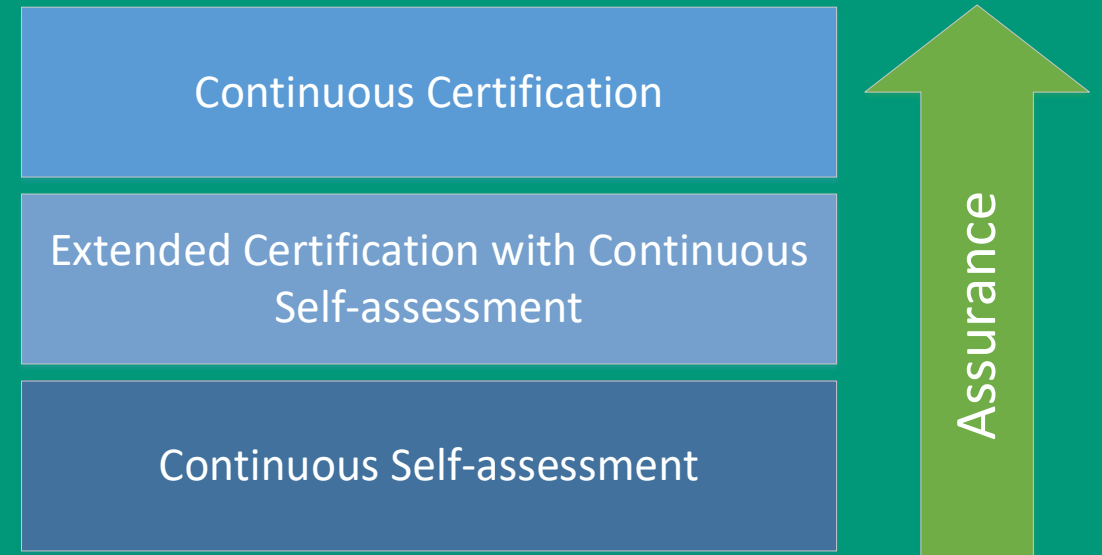 Continuous Certification
Extended Certification with Continuous
Self-assessment
Continuous Self-assessment
Assurance